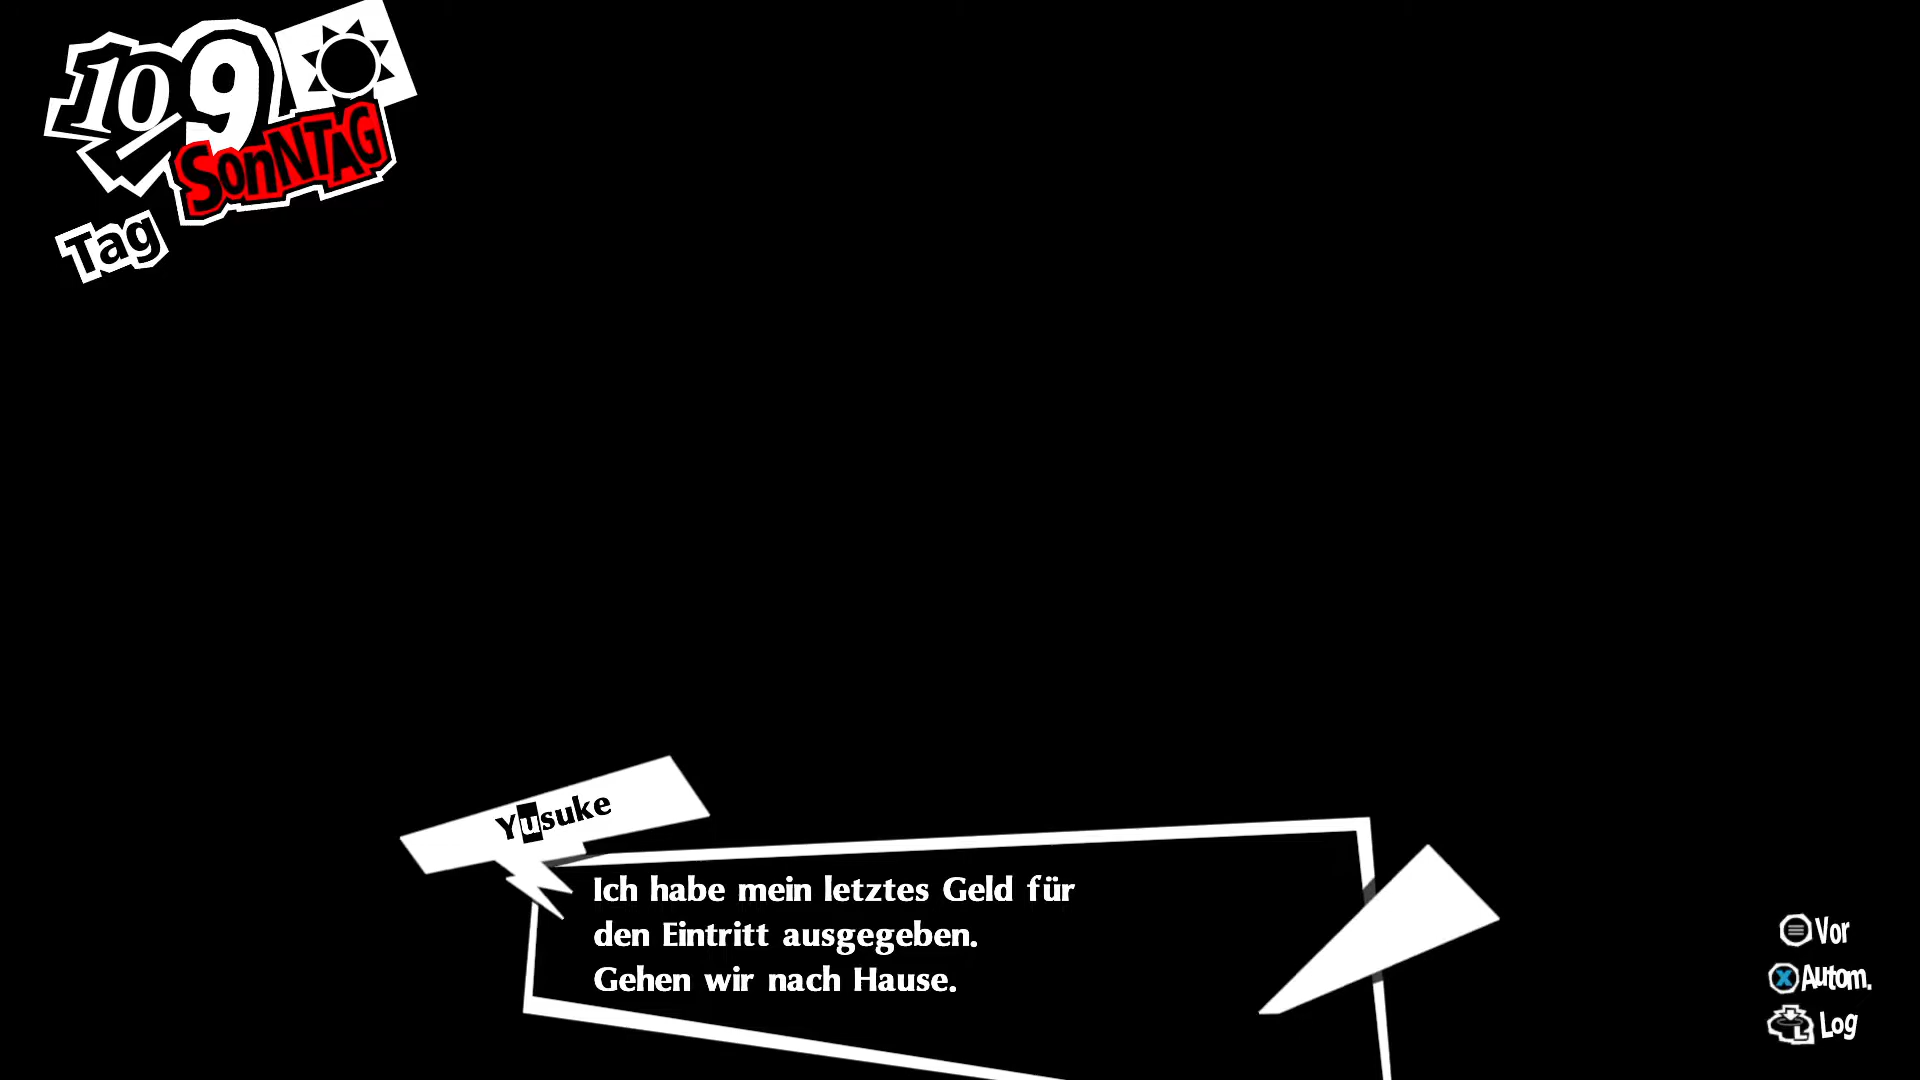 10/9
SonNTAG
Tag
Yusuke
Ich habe mein letztes Geld für
den Eintritt ausgegeben.
Gehen wir nach Hause.
Vor
X Autom.
L Log